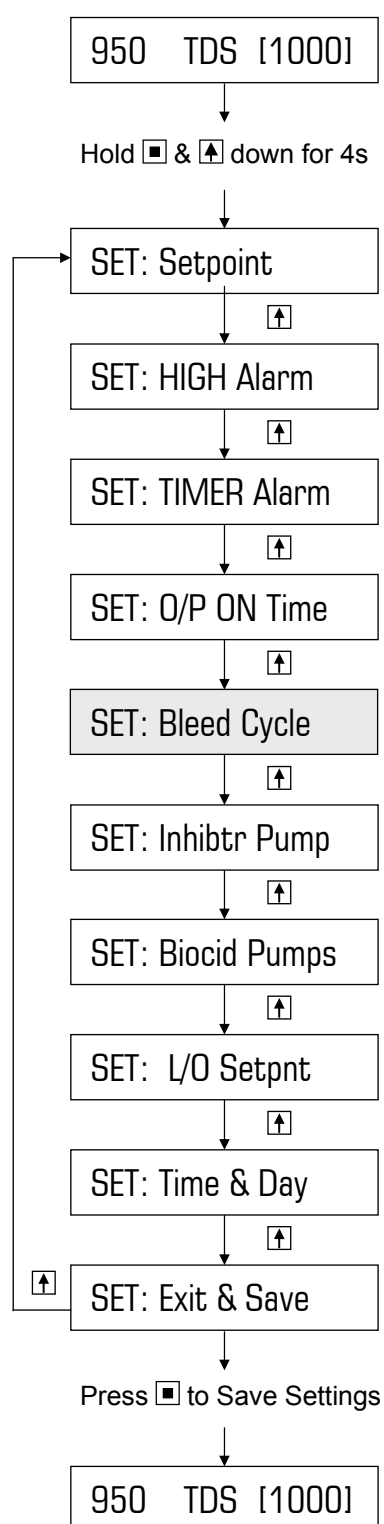 950 TDS [1000]
Hold & down for 4s
SET: Setpoint
SET: HIGH Alarm
SET: TIMER Alarm
SET: O/P ON Time
SET: Bleed Cycle
SET: Inhibtr Pump
SET: Biocid Pumps
SET: L/O Setpnt
SET: Time & Day
SET: Exit & Save
Press to Save Settings
950 TDS [1000]